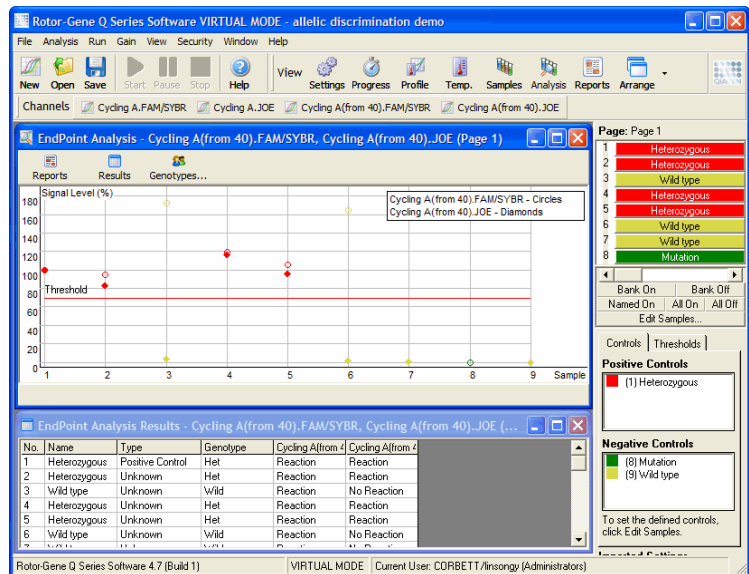 Rotor-Gene Q Series Software VIRTUAL MODE - allelic discrimination demo
File Analysis Run Gain View Security Window Help
New Open Save Start Pause Stop Help View Settings Progress Profile Temp. Samples Analysis Reports Arrange
QIAGEN
Channels Cycling A.FAM/SYBR Cycling A.JOE Cycling A(from 40).FAM/SYBR Cycling A(from 40).JOE
EndPoint Analysis - Cycling A(from 40).FAM/SYBR, Cycling A(from 40).JOE (Page 1)
Reports Results Genotypes...
Signal Level (%)
Cycling A(from 40).FAM/SYBR - Circles
Cycling A(from 40).JOE - Diamonds
180
160
140
120
100
Threshold
80
60
40
20
0
1 2 3 4 5 6 7 8 9 Sample
Page: Page 1
1 Heterozygous
2 Heterozygous
3 Wild type
4 Heterozygous
5 Heterozygous
6 Wild type
7 Wild type
8 Mutation
Bank On Bank Off
Named On All On All Off
Edit Samples...
Controls Thresholds
Positive Controls
(1) Heterozygous
Negative Controls
(8) Mutation
(9) Wild type
To set the defined controls,
click Edit Samples.
EndPoint Analysis Results - Cycling A(from 40).FAM/SYBR, Cycling A(from 40).JOE (...
No. Name Type Genotype Cycling A(from 4 Cycling A(from 4
1 Heterozygous Positive Control Het Reaction Reaction
2 Heterozygous Unknown Het Reaction Reaction
3 Wild type Unknown Wild Reaction No Reaction
4 Heterozygous Unknown Het Reaction Reaction
5 Heterozygous Unknown Het Reaction Reaction
6 Wild type Unknown Wild Reaction No Reaction
Rotor-Gene Q Series Software 4.7 (Build 1) VIRTUAL MODE Current User: CORBETT/linsongy (Administrators)